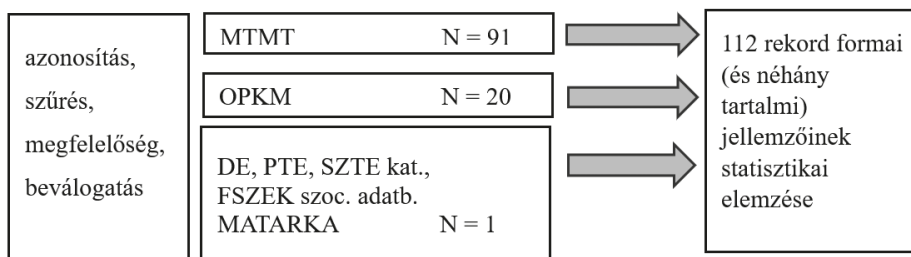 azonosítás,
szűrés,
megfelelőség,
beválogatás
MTMT N = 91
OPKM N = 20
DE, PTE, SZTE kat.,
FSZEK szoc. adatb.
MATARKA N = 1
112 rekord formai
(és néhány
tartalmi)
jellemzőinek
statisztikai
elemzése